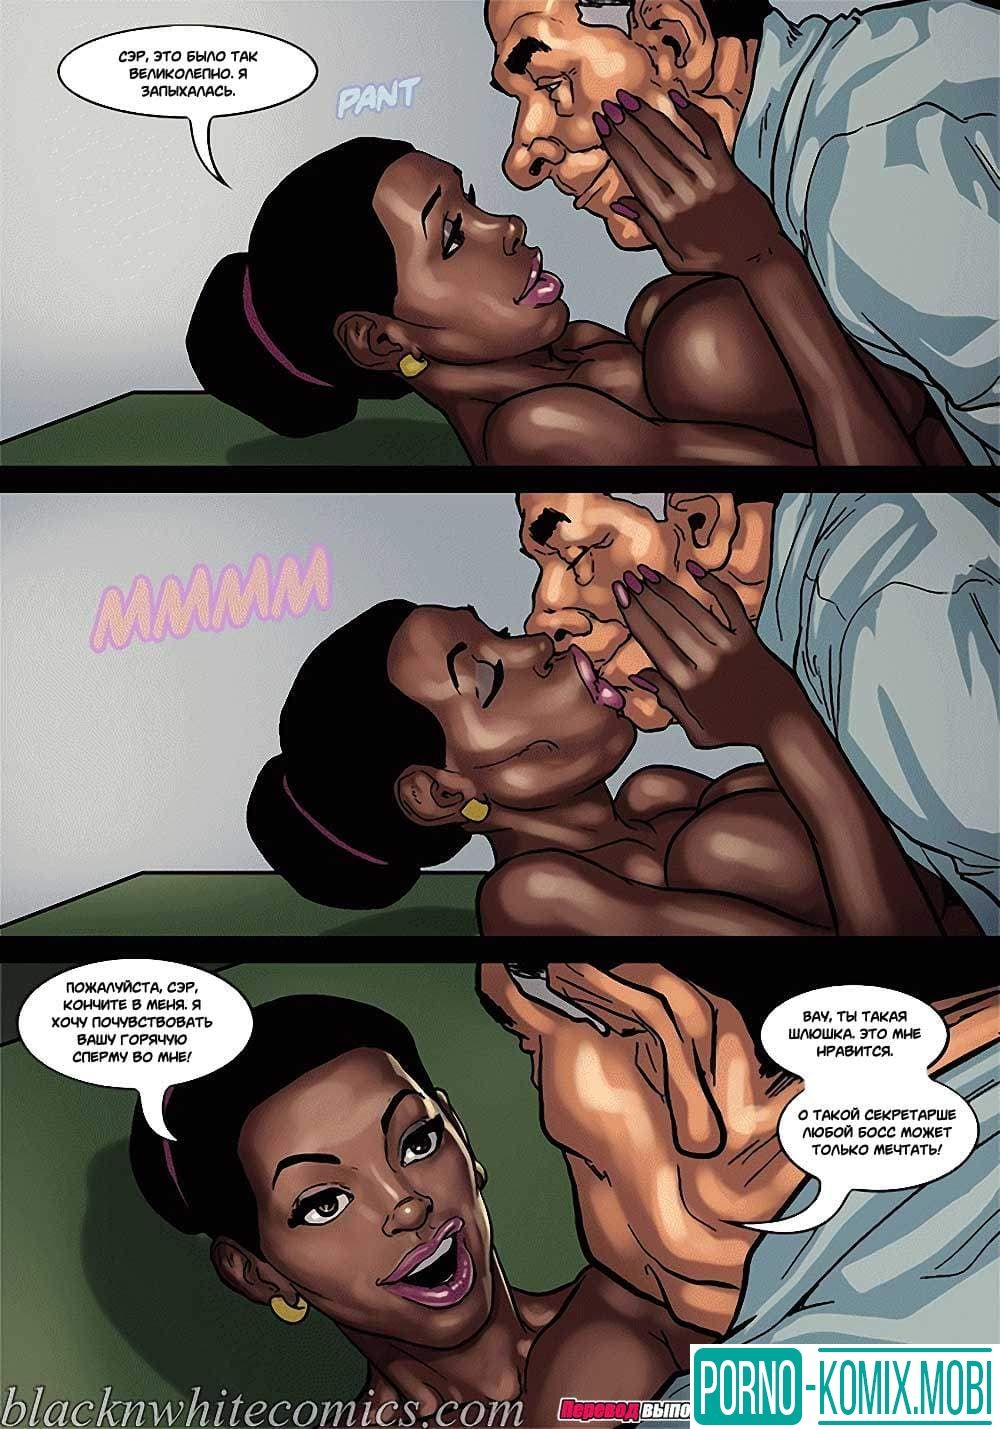 СЭР, ЭТО БЫЛО ТАК
ВЕЛИКОЛЕПНО. Я
ЗАПЫХАЛАСЬ.
PANT
MMMM
ПОЖАЛУЙСТА, СЭР,
КОНЧИТЕ В МЕНЯ. Я
ХОЧУ ПОЧУВСТВОВАТЬ
ВАШУ ГОРЯЧУЮ
СПЕРМУ ВО МНЕ!
ВАУ, ТЫ ТАКАЯ
ШЛЮШКА. ЭТО МНЕ
НРАВИТСЯ.
О ТАКОЙ СЕКРЕТАРШЕ
ЛЮБОЙ БОСС МОЖЕТ
ТОЛЬКО МЕЧТАТЬ!
blacknwhitecomics.com
Перевод
PORNO-KOMIX.MOBI